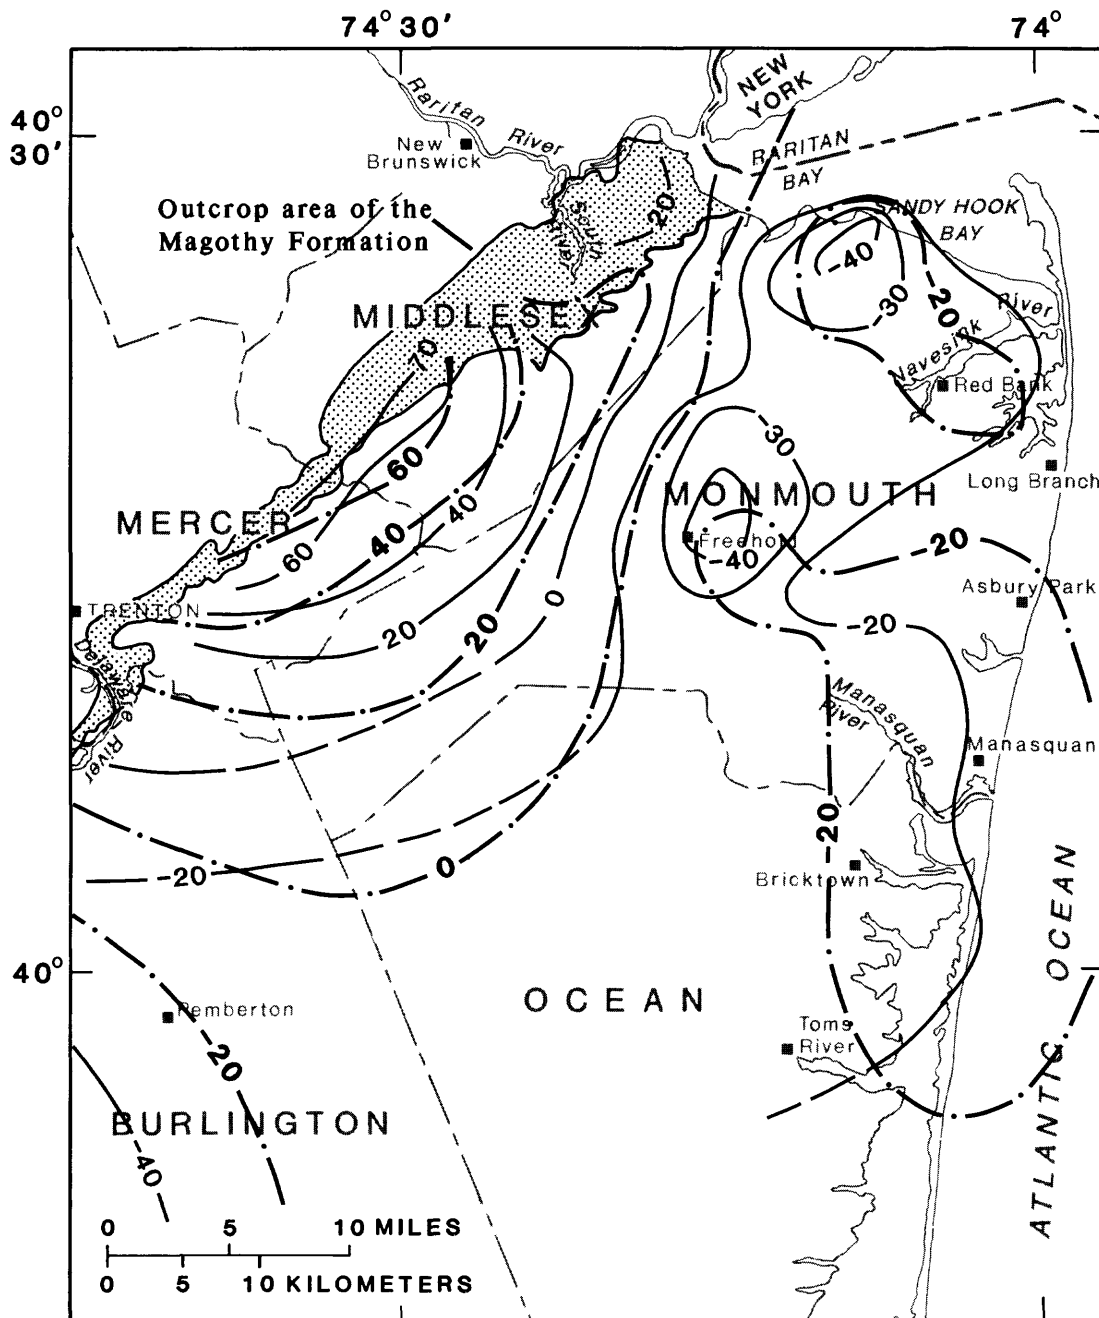 74° 30′
74°
40° 30′
NEW YORK
Raritan River
New Brunswick
RARITAN BAY
SANDY HOOK BAY
Outcrop area of the
Magothy Formation
South River
20
-40
-30
-20
River
MIDDLESEX
70
Navesink
Red Bank
-30
60
Long Branch
MONMOUTH
MERCER
40
40
Freehold
-40
-20
60
Asbury Park
TRENTON
0
20
20
-20
Delaware River
Manasquan River
Manasquan
-20
0
-20
Bricktown
ATLANTIC OCEAN
40°
OCEAN
Pemberton
Toms River
-20
BURLINGTON
-40
0 5 10 MILES
0 5 10 KILOMETERS